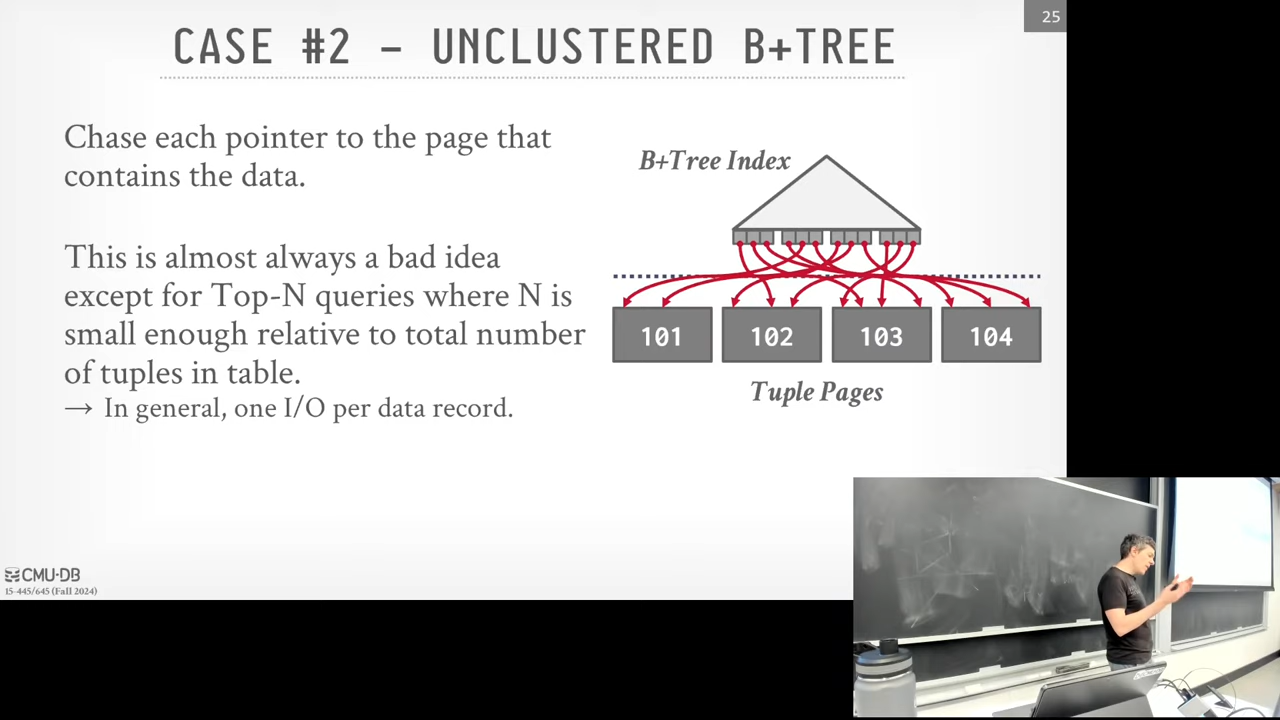 25
CASE #2 – UNCLUSTERED B+TREE
Chase each pointer to the page that
contains the data.
This is almost always a bad idea
except for Top-N queries where N is
small enough relative to total number
of tuples in table.
→ In general, one I/O per data record.
B+Tree Index
101 102 103 104
Tuple Pages
CMU·DB
15-445/645 (Fall 2024)